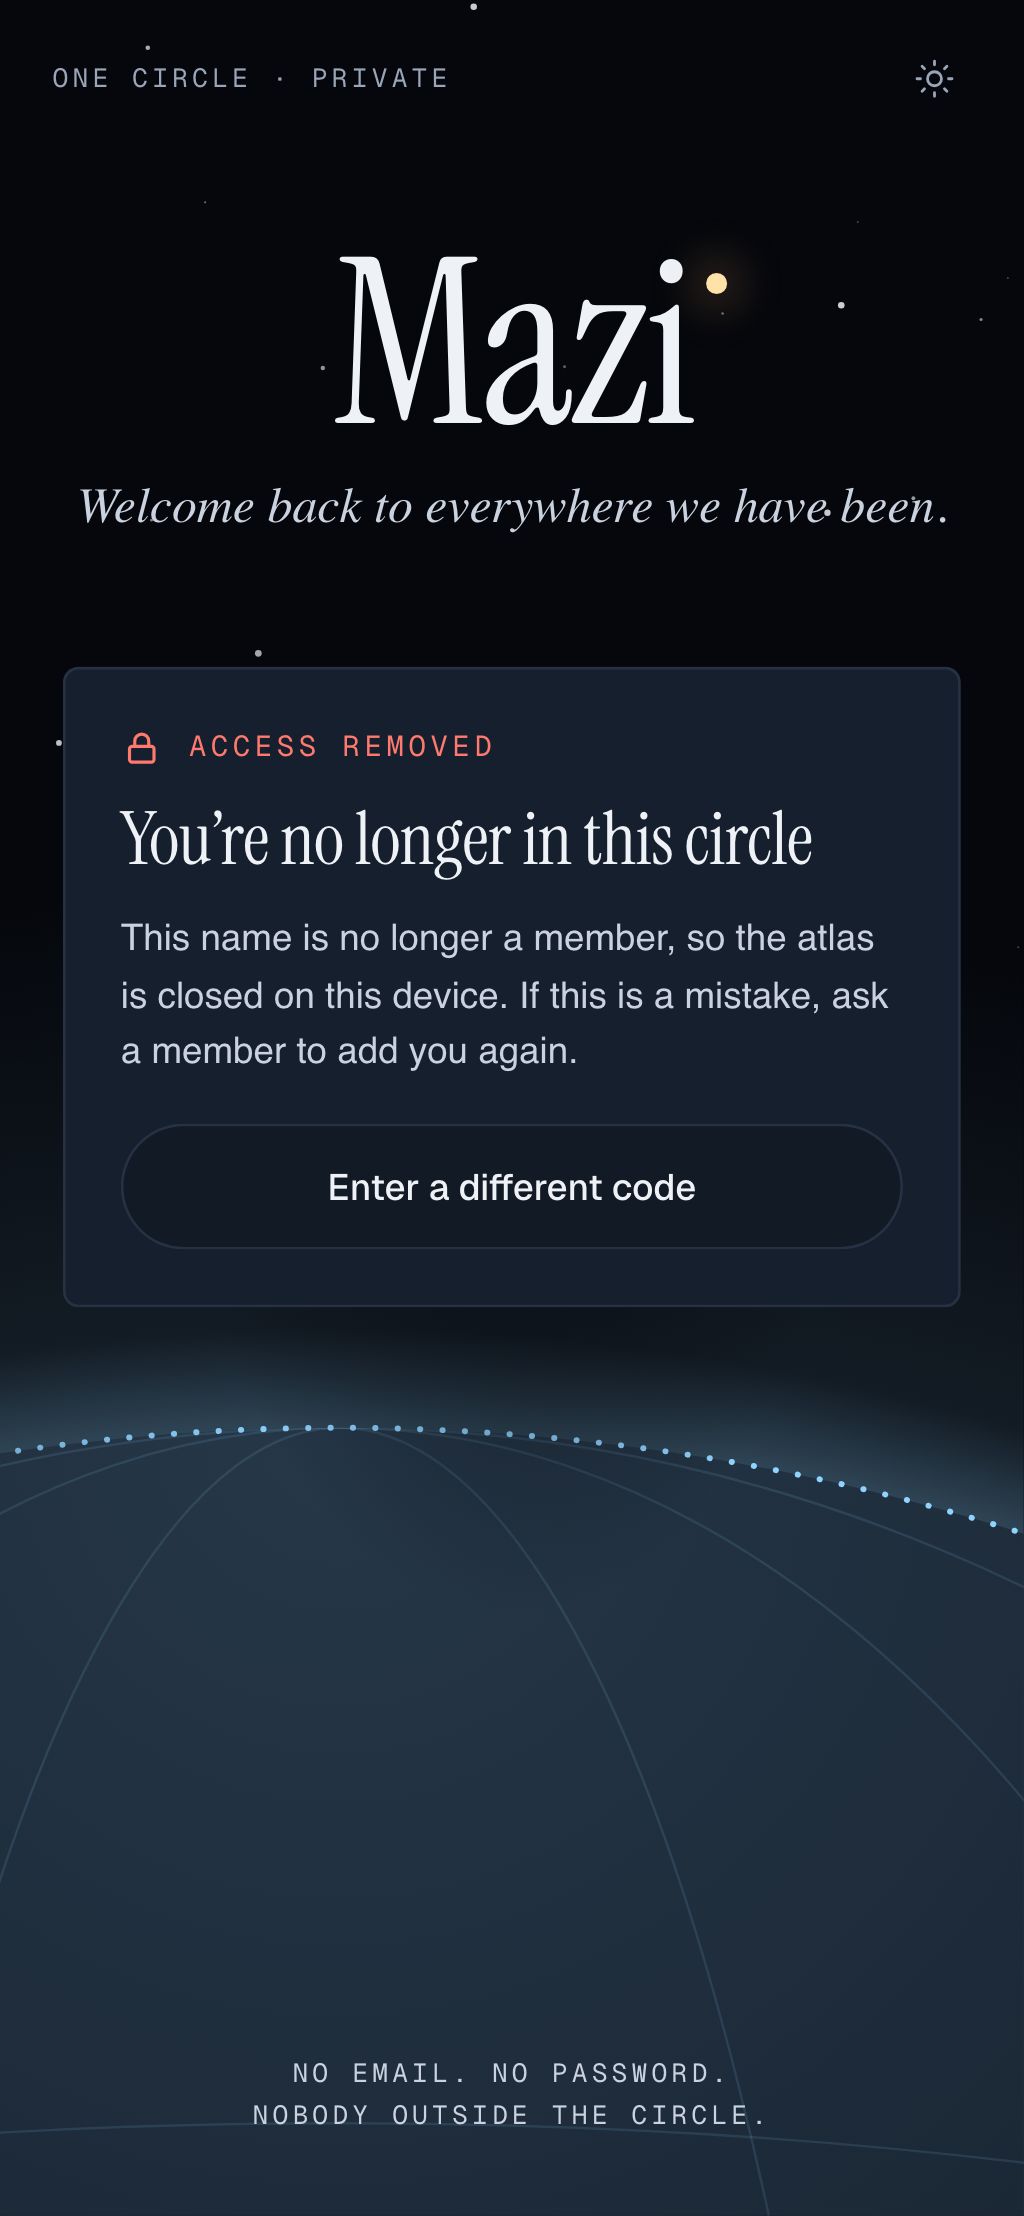 ONE CIRCLE · PRIVATE
Mazi
Welcome back to everywhere we have been.
ACCESS REMOVED
You’re no longer in this circle
This name is no longer a member, so the atlas
is closed on this device. If this is a mistake, ask
a member to add you again.
Enter a different code
NO EMAIL. NO PASSWORD.
NOBODY OUTSIDE THE CIRCLE.